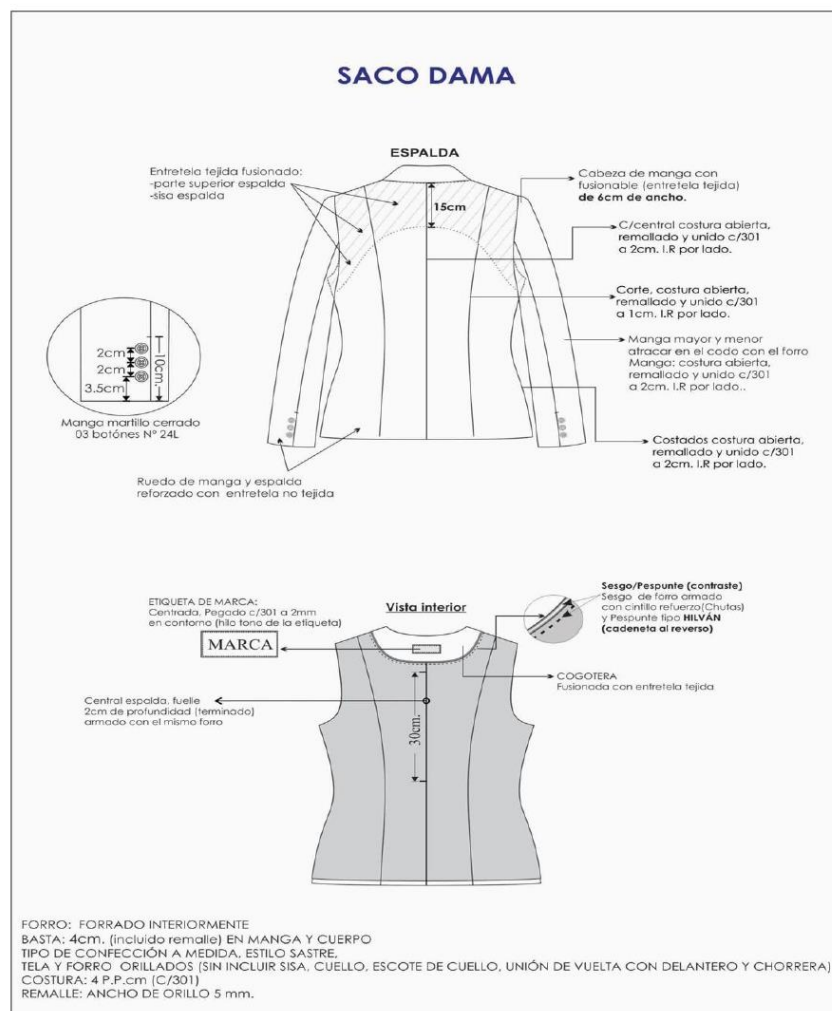 SACO DAMA
ESPALDA
Entretela tejida fusionado:
-parte superior espalda
-sisa espalda
15cm
Cabeza de manga con
fusionable (entretela tejida)
de 6cm de ancho.
C/central costura abierta,
remallado y unido c/301
a 2cm. I.R por lado.
Corte, costura abierta,
remallado y unido c/301
a 1cm. I.R por lado.
Manga mayor y menor
atracar en el codo con el forro
Manga: costura abierta,
remallado y unido c/301
a 2cm. I.R por lado..
Costados costura abierta,
remallado y unido c/301
a 2cm. I.R por lado.
2cm
2cm
3.5cm
10cm.
Manga martillo cerrado
03 botónes Nº 24L
Ruedo de manga y espalda
reforzado con entretela no tejida
ETIQUETA DE MARCA:
Centrada, Pegado c/301 a 2mm
en contorno (hilo tono de la etiqueta)
MARCA
Vista interior
Sesgo/Pespunte (contraste)
Sesgo de forro armado
con cintillo refuerzo(Chutas)
y Pespunte tipo HILVÁN
(cadeneta al reverso)
COGOTERA
Fusionada con entretela tejida
Central espalda, fuelle
2cm de profundidad (terminado)
armado con el mismo forro
30cm.
FORRO: FORRADO INTERIORMENTE
BASTA: 4cm. (incluido remalle) EN MANGA Y CUERPO
TIPO DE CONFECCIÓN A MEDIDA, ESTILO SASTRE,
TELA Y FORRO ORILLADOS (SIN INCLUIR SISA, CUELLO, ESCOTE DE CUELLO, UNIÓN DE VUELTA CON DELANTERO Y CHORRERA)
COSTURA: 4 P.P.cm (C/301)
REMALLE: ANCHO DE ORILLO 5 mm.